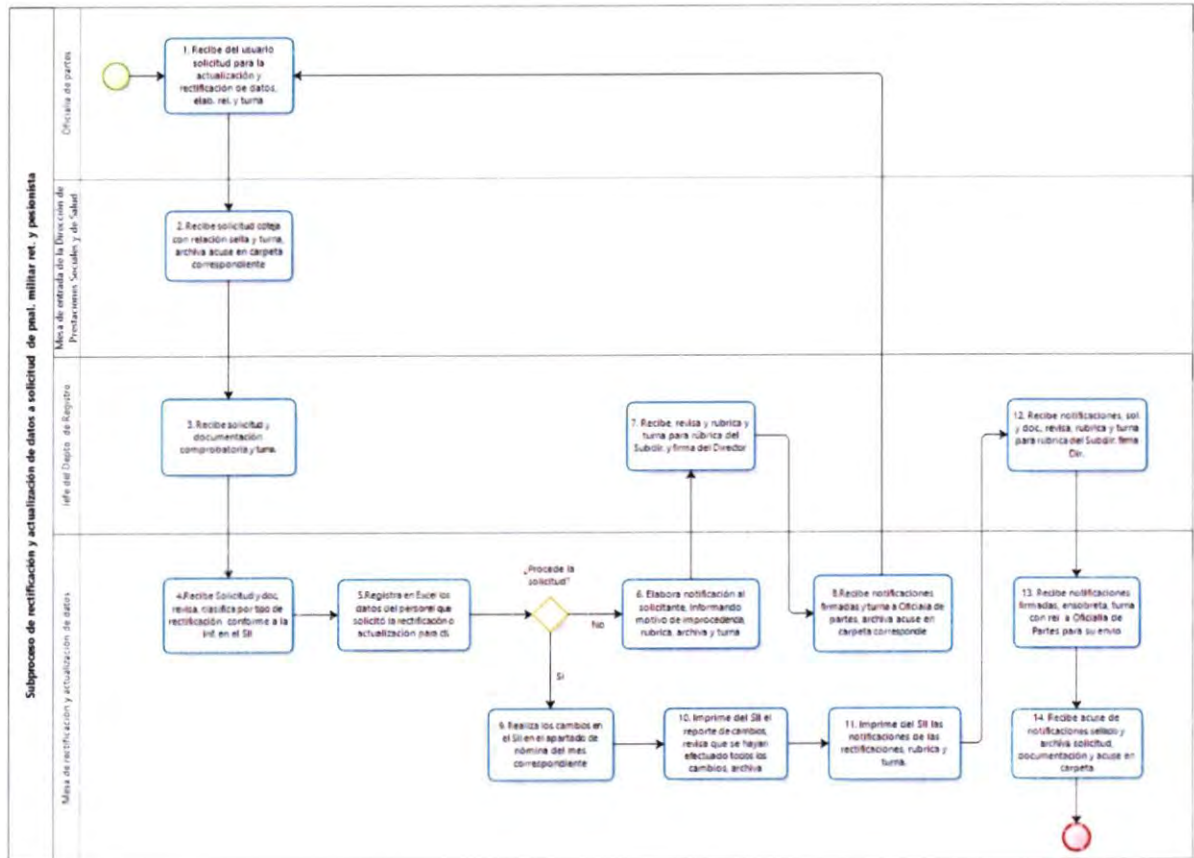 Subproceso de rectificación y actualización de datos a solicitud de pnal. militar ret. y pesionista
Oficialia de partes
1. Recibe del usuario
solicitud para la
actualización y
rectificación de datos,
elab. rel. y turna
Mesa de entrada de la Dirección de
Prestaciones Sociales y de Salud
2. Recibe solicitud coteja
con relación sella y turna,
archiva acuse en carpeta
correspondiente
Jefe del Depto. de Registro
3. Recibe solicitud y
documentación
comprobatoria y turna.
7. Recibe, revisa y rubrica y
turna para rúbrica del
Subdir. y firma del Director
12. Recibe notificaciones, sol
y doc, revisa, rubrica y turna
para rubrica del Subdir. firma
Dir.
Mesa de rectificación y actualización de datos
4.Recibe Solicitud y doc,
revisa, clasifica por tipo de
rectificación conforme a la
inf. en el SII
5.Registra en Excel los
datos del personal que
solicitó la rectificación o
actualización para
¿Procede la
solicitud?
No
Si
6. Elabora notificación al
solicitante, informando
motivo de improcedencia,
rubrica, archiva y turna
8.Recibe notificaciones
firmadas y turna a Oficialia de
partes, archiva acuse en
carpeta corresponde
13. Recibe notificaciones
firmadas, ensobreta, turna
con rel. a Oficialia de
Partes para su envio
9. Realiza los cambios en
el SII en el apartado de
nómina del mes
correspondiente
10. Imprime del SII el
reporte de cambios,
revisa que se hayan
efectuado todos los
cambios, archiva
11. Imprime del SII las
notificaciones de las
rectificaciones, rubrica y
turna.
14. Recibe acuse de
notificaciones sellado y
archiva solicitud,
documentación y acuse en
carpeta